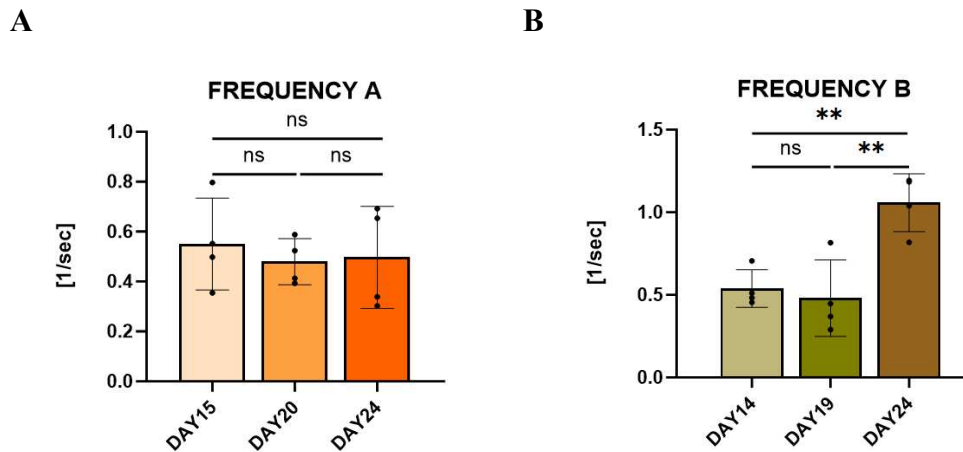 A
FREQUENCY A
ns
ns
ns
[1/sec]
1.0
0.8
0.6
0.4
0.2
0.0
DAY15
DAY20
DAY24
B
FREQUENCY B
**
ns
**
[1/sec]
1.5
1.0
0.5
0.0
DAY14
DAY19
DAY24